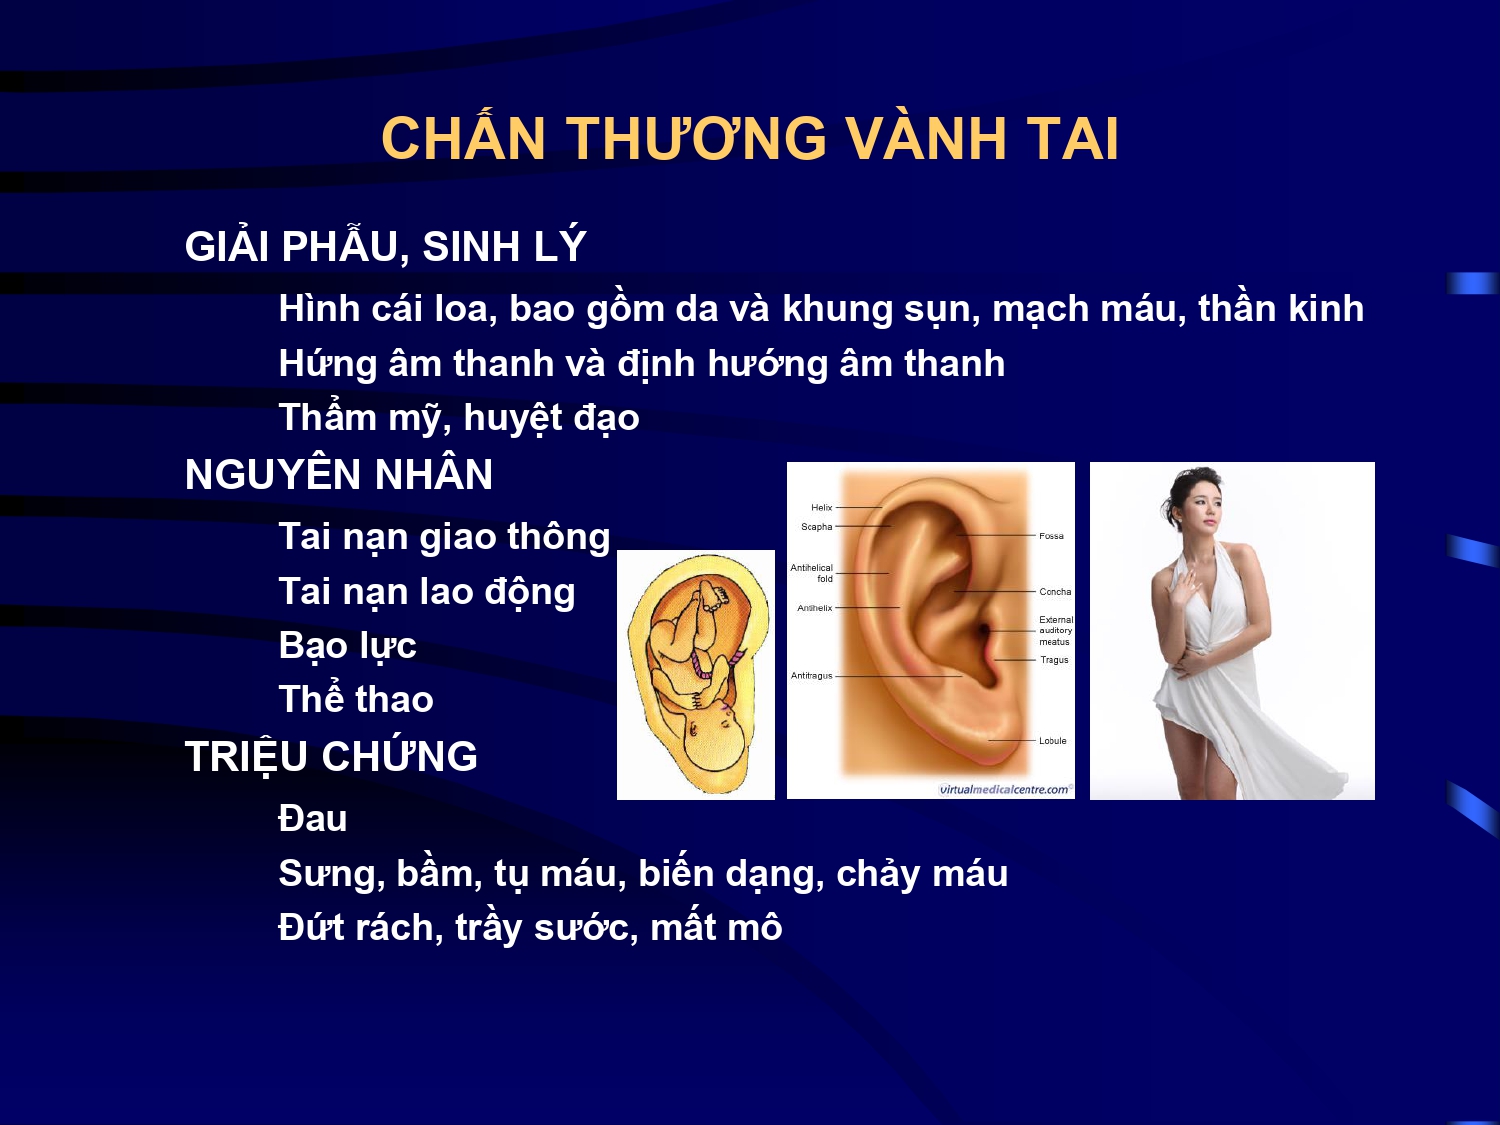 CHẤN THƯƠNG VÀNH TAI
GIẢI PHẪU, SINH LÝ
Hình cái loa, bao gồm da và khung sụn, mạch máu, thần kinh
Hứng âm thanh và định hướng âm thanh
Thẩm mỹ, huyệt đạo
NGUYÊN NHÂN
Tai nạn giao thông
Tai nạn lao động
Bạo lực
Thể thao
TRIỆU CHỨNG
Đau
Sưng, bầm, tụ máu, biến dạng, chảy máu
Đứt rách, trầy sước, mất mô
Helix
Scapha
Antihelical
fold
Antihelix
Antitragus
Fossa
Concha
External
auditory
meatus
Tragus
Lobule
virtualmedicalcentre.com©